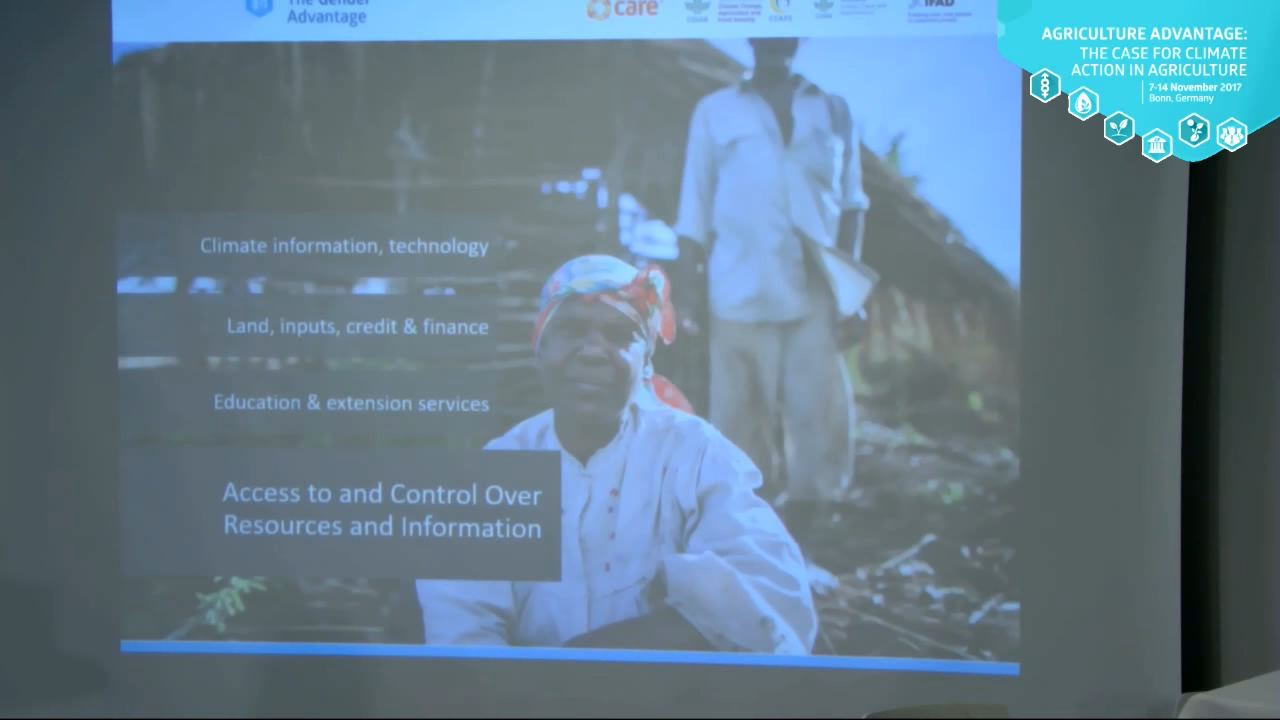 The Gender
Advantage
care
IFAD
AGRICULTURE ADVANTAGE:
THE CASE FOR CLIMATE
ACTION IN AGRICULTURE
7-14 November 2017
Bonn, Germany
Climate information, technology
Land, inputs, credit & finance
Education & extension services
Access to and Control Over
Resources and Information